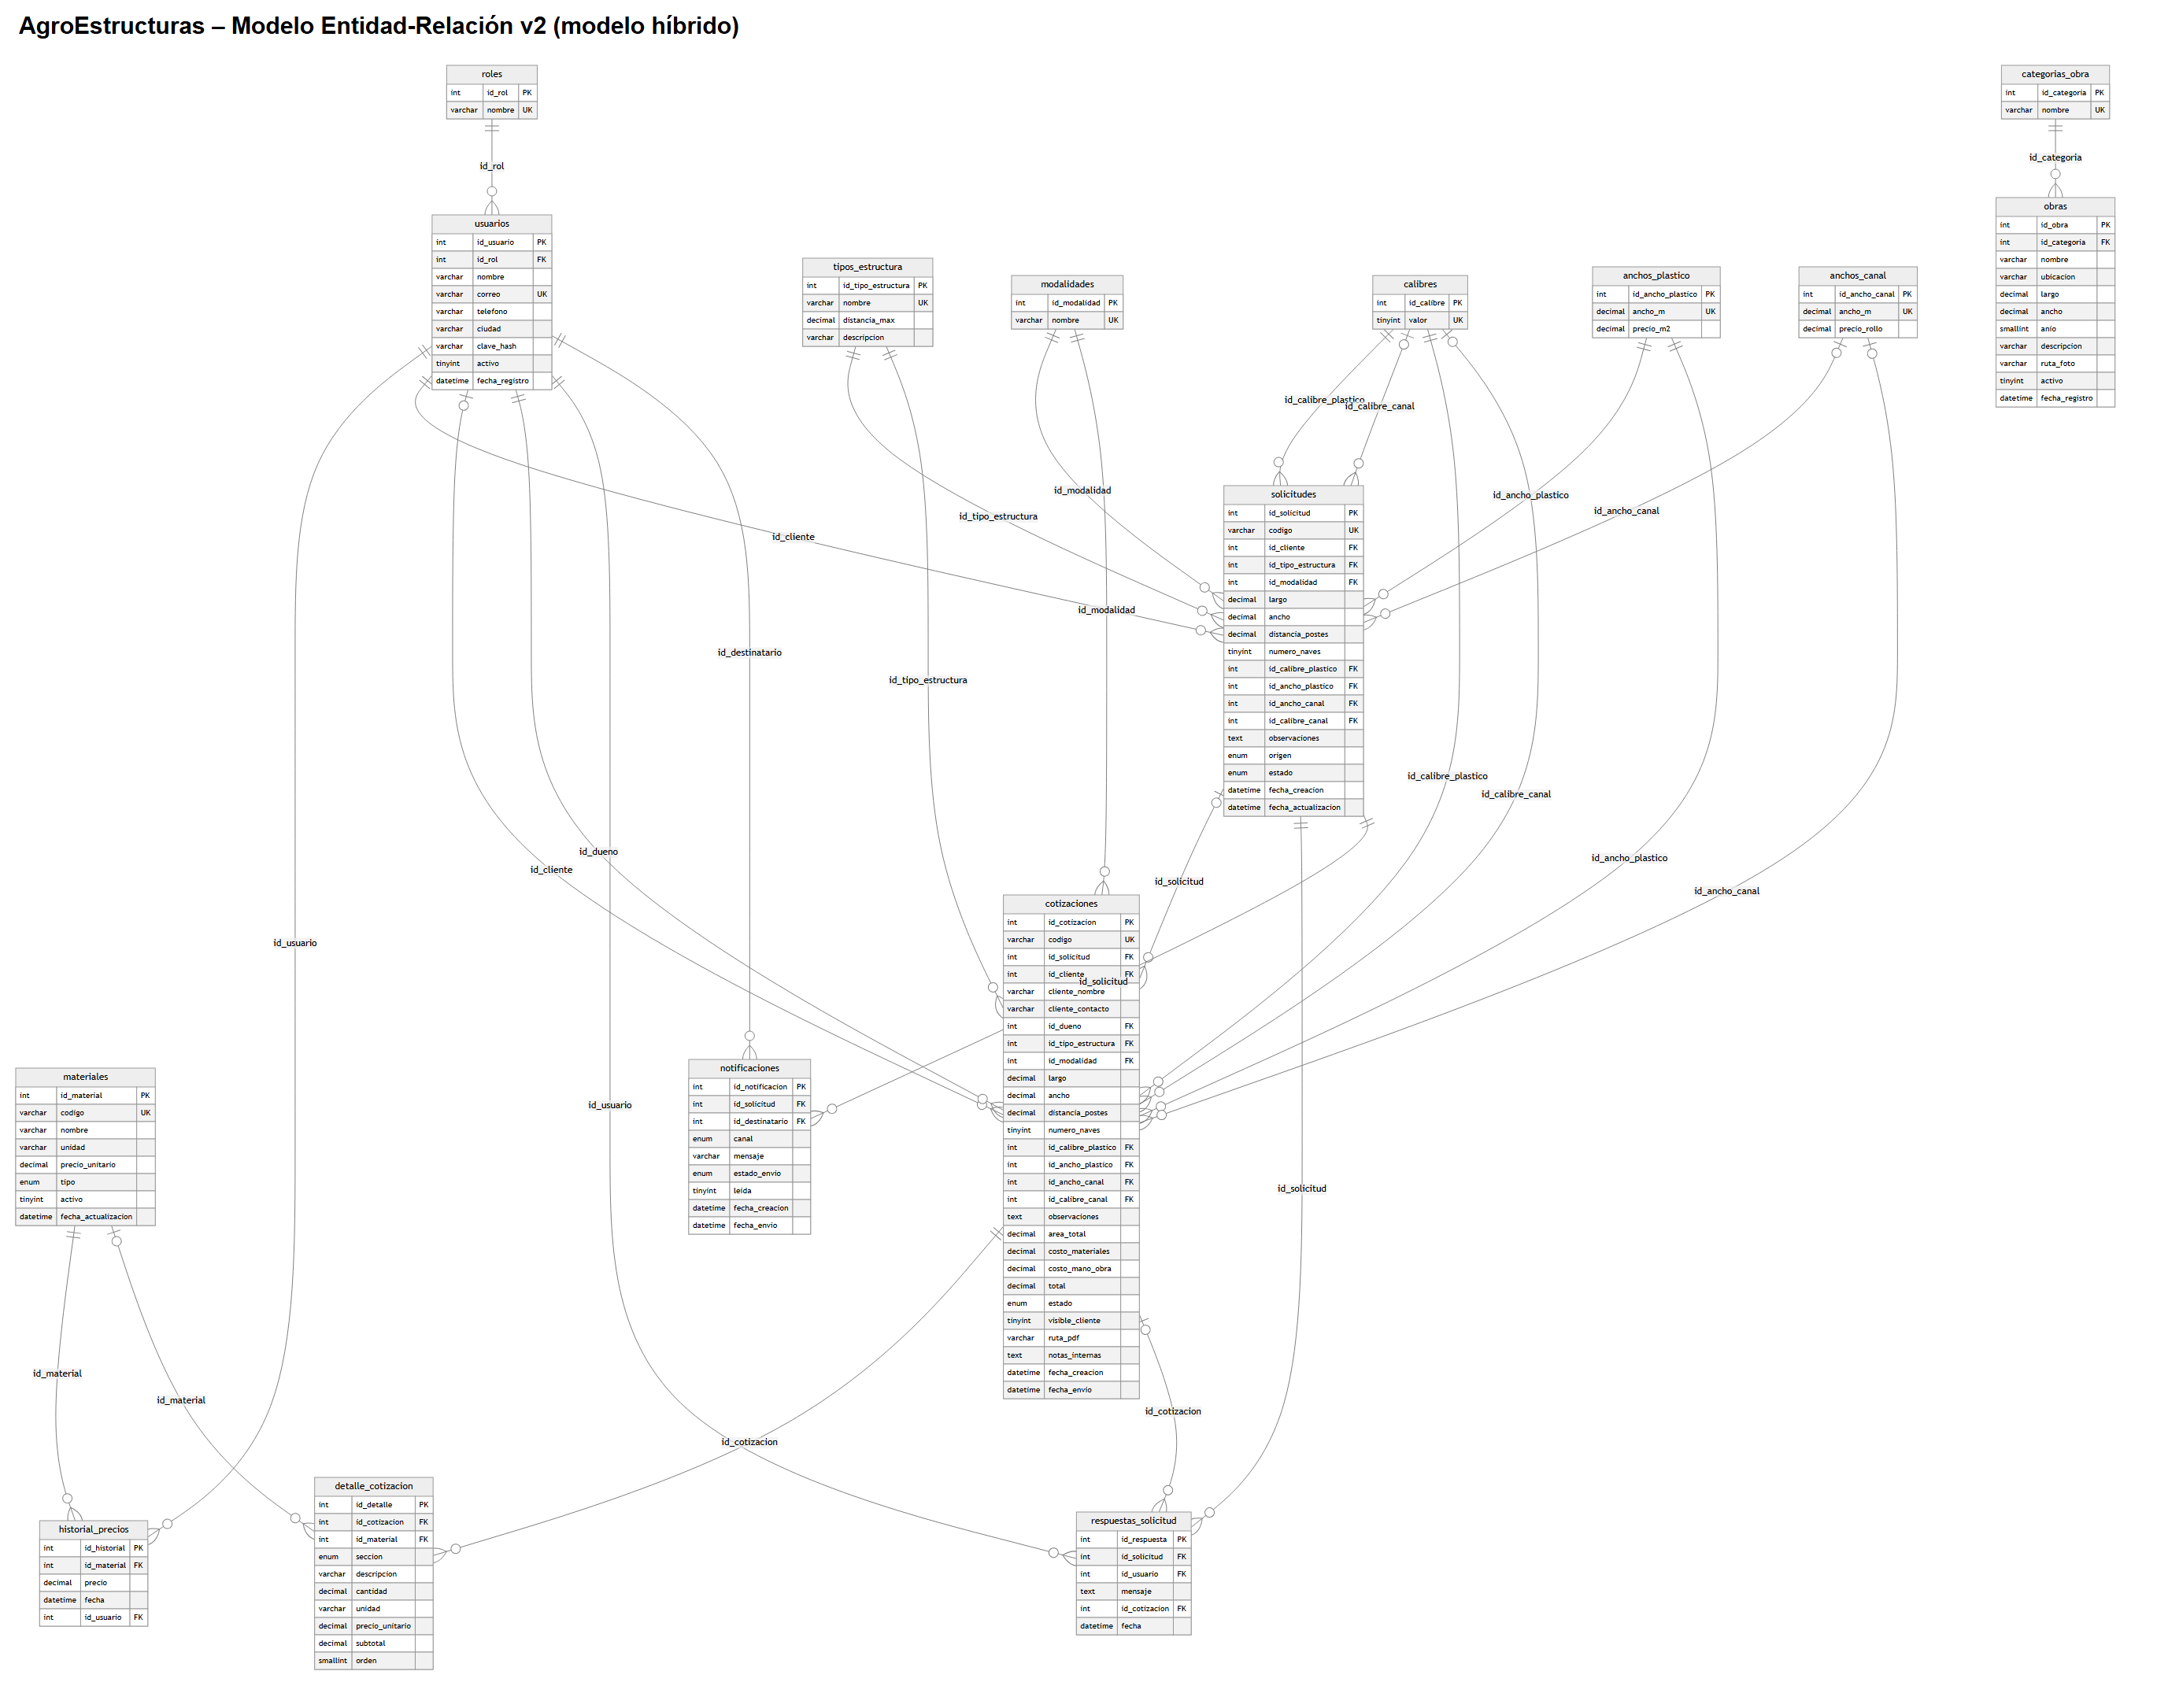 AgroEstructuras – Modelo Entidad-Relación v2 (modelo híbrido)
roles
int id_rol PK
varchar nombre UK
id_rol
categorias_obra
int id_categoria PK
varchar nombre UK
id_categoria
usuarios
int id_usuario PK
int id_rol FK
varchar nombre
varchar correo UK
varchar telefono
varchar ciudad
varchar clave_hash
tinyint activo
datetime fecha_registro
tipos_estructura
int id_tipo_estructura PK
varchar nombre UK
decimal distancia_max
varchar descripcion
modalidades
int id_modalidad PK
varchar nombre UK
calibres
int id_calibre PK
tinyint valor UK
anchos_plastico
int id_ancho_plastico PK
decimal ancho_m UK
decimal precio_m2
anchos_canal
int id_ancho_canal PK
decimal ancho_m UK
decimal precio_rollo
obras
int id_obra PK
int id_categoria FK
varchar nombre
varchar ubicacion
decimal largo
decimal ancho
smallint anio
varchar descripcion
varchar ruta_foto
tinyint activo
datetime fecha_registro
id_calibre_plastico
id_calibre_canal
id_modalidad
id_ancho_plastico
id_ancho_canal
id_tipo_estructura
id_cliente
solicitudes
int id_solicitud PK
varchar codigo UK
int id_cliente FK
int id_tipo_estructura FK
int id_modalidad FK
decimal largo
decimal ancho
decimal distancia_postes
tinyint numero_naves
int id_calibre_plastico FK
int id_ancho_plastico FK
int id_ancho_canal FK
int id_calibre_canal FK
text observaciones
enum origen
enum estado
datetime fecha_creacion
datetime fecha_actualizacion
id_modalidad
id_destinatario
id_tipo_estructura
id_calibre_plastico
id_calibre_canal
id_dueno
id_cliente
id_ancho_plastico
id_solicitud
id_ancho_canal
id_usuario
cotizaciones
int id_cotizacion PK
varchar codigo UK
int id_solicitud FK
int id_cliente FK
id_solicitud
varchar cliente_nombre
varchar cliente_contacto
int id_dueno FK
int id_tipo_estructura FK
int id_modalidad FK
decimal largo
decimal ancho
decimal distancia_postes
tinyint numero_naves
int id_calibre_plastico FK
int id_ancho_plastico FK
int id_ancho_canal FK
int id_calibre_canal FK
text observaciones
decimal area_total
decimal costo_materiales
decimal costo_mano_obra
decimal total
enum estado
tinyint visible_cliente
varchar ruta_pdf
text notas_internas
datetime fecha_creacion
datetime fecha_envio
notificaciones
int id_notificacion PK
int id_solicitud FK
int id_destinatario FK
enum canal
varchar mensaje
enum estado_envio
tinyint leida
datetime fecha_creacion
datetime fecha_envio
materiales
int id_material PK
varchar codigo UK
varchar nombre
varchar unidad
decimal precio_unitario
enum tipo
tinyint activo
datetime fecha_actualizacion
id_usuario
id_solicitud
id_material
id_material
id_cotizacion
id_cotizacion
detalle_cotizacion
int id_detalle PK
int id_cotizacion FK
int id_material FK
enum seccion
varchar descripcion
decimal cantidad
varchar unidad
decimal precio_unitario
decimal subtotal
smallint orden
historial_precios
int id_historial PK
int id_material FK
decimal precio
datetime fecha
int id_usuario FK
respuestas_solicitud
int id_respuesta PK
int id_solicitud FK
int id_usuario FK
text mensaje
int id_cotizacion FK
datetime fecha